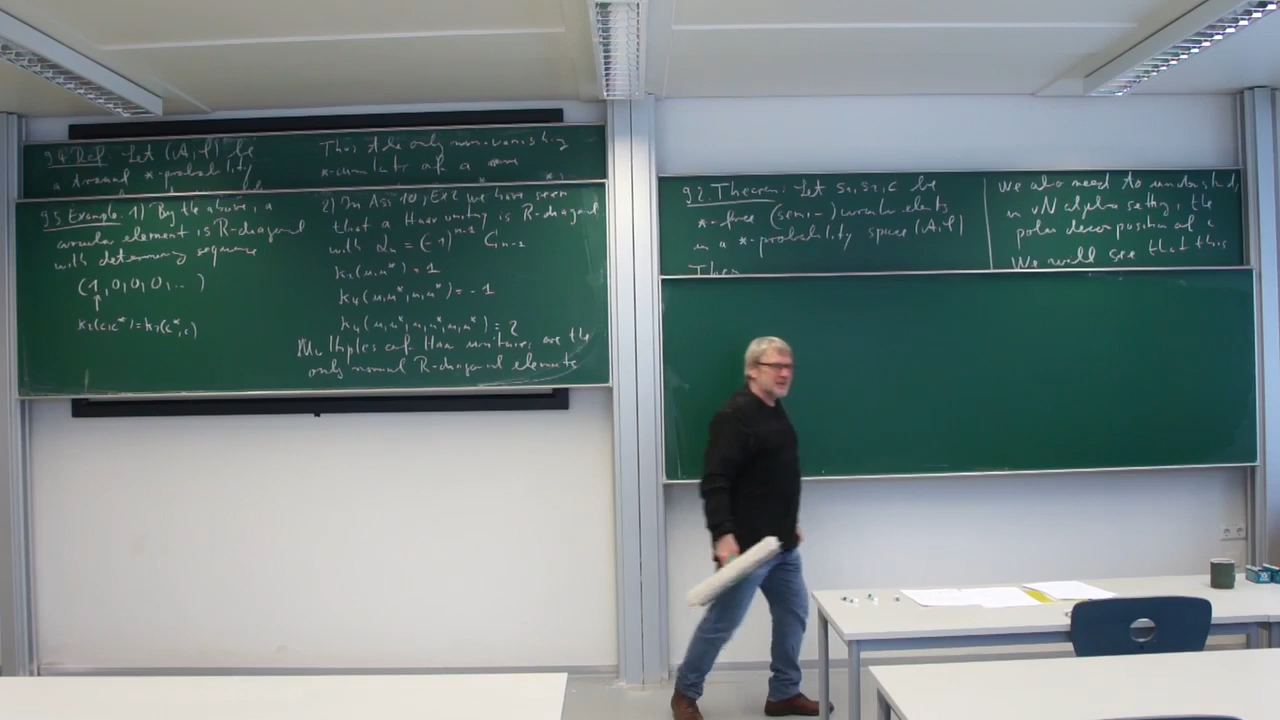 9.4 Def. Let (A, φ) be
a tracial *-probability
Thus the only non-vanishing
*-cumulants of a are
9.5 Example. 1) By the above, a
circular element is R-diagonal
with determining sequence
(1, 0, 0, 0, ... )
k₂(c, c*) = k₂(c*, c)
2) In Ass 10, Ex 2 we have seen
that a Haar unitary is R-diagonal
with αₙ = (-1)ⁿ⁻¹ Cₙ₋₁
k₂(u, u*) = 1
k₄(u, u*, u, u*) = -1
k₆(u, u*, u, u*, u, u*) = 2
Multiples of Haar unitaries are the
only normal R-diagonal elements
9.2. Theorem: Let s₁, s₂, c be
*-free (semi-)circular elements
in a *-probability space (A, φ)
Then
We also need to understand,
in vN algebra setting, the
polar decomposition of c
We will see that this